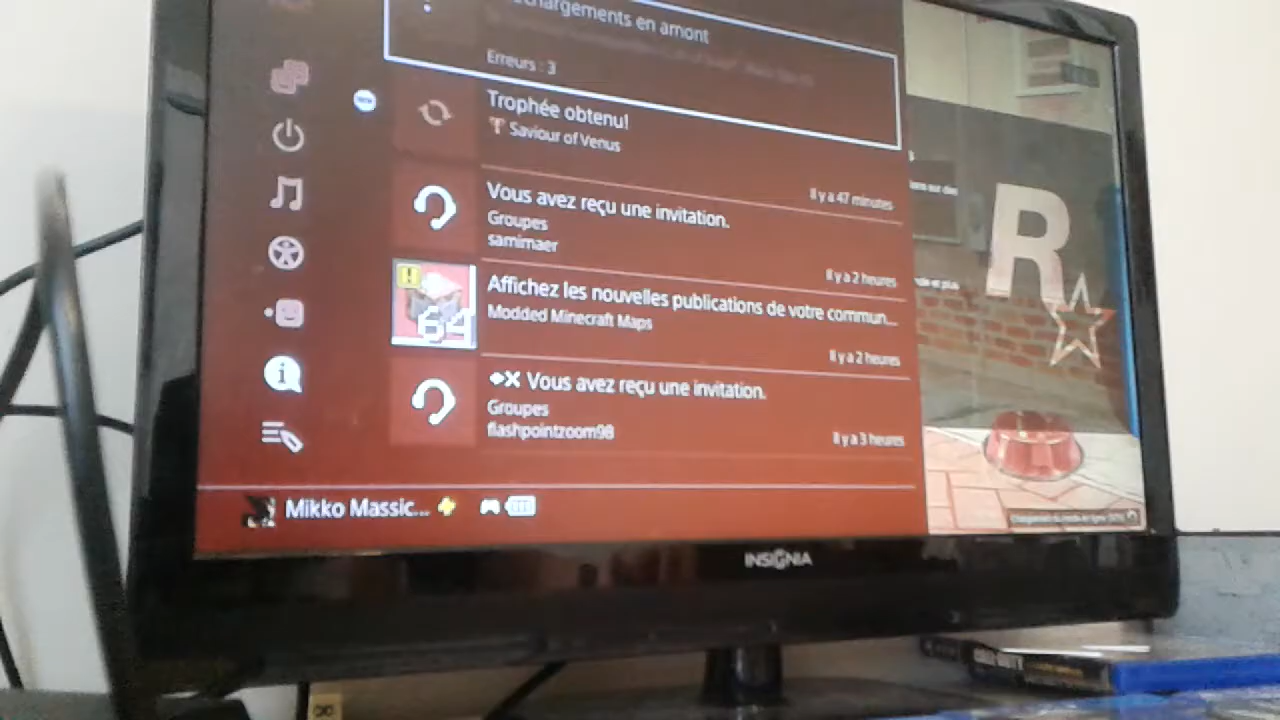 chargements en amont
Erreurs : 3
Trophée obtenu!
Saviour of Venus
Il y a 47 minutes
Vous avez reçu une invitation.
Groupes
samimaer
Il y a 2 heures
Affichez les nouvelles publications de votre commun...
Modded Minecraft Maps
64
Il y a 2 heures
Vous avez reçu une invitation.
Groupes
flashpointzoom98
Il y a 3 heures
Mikko Massic...
R
INSIGNIA